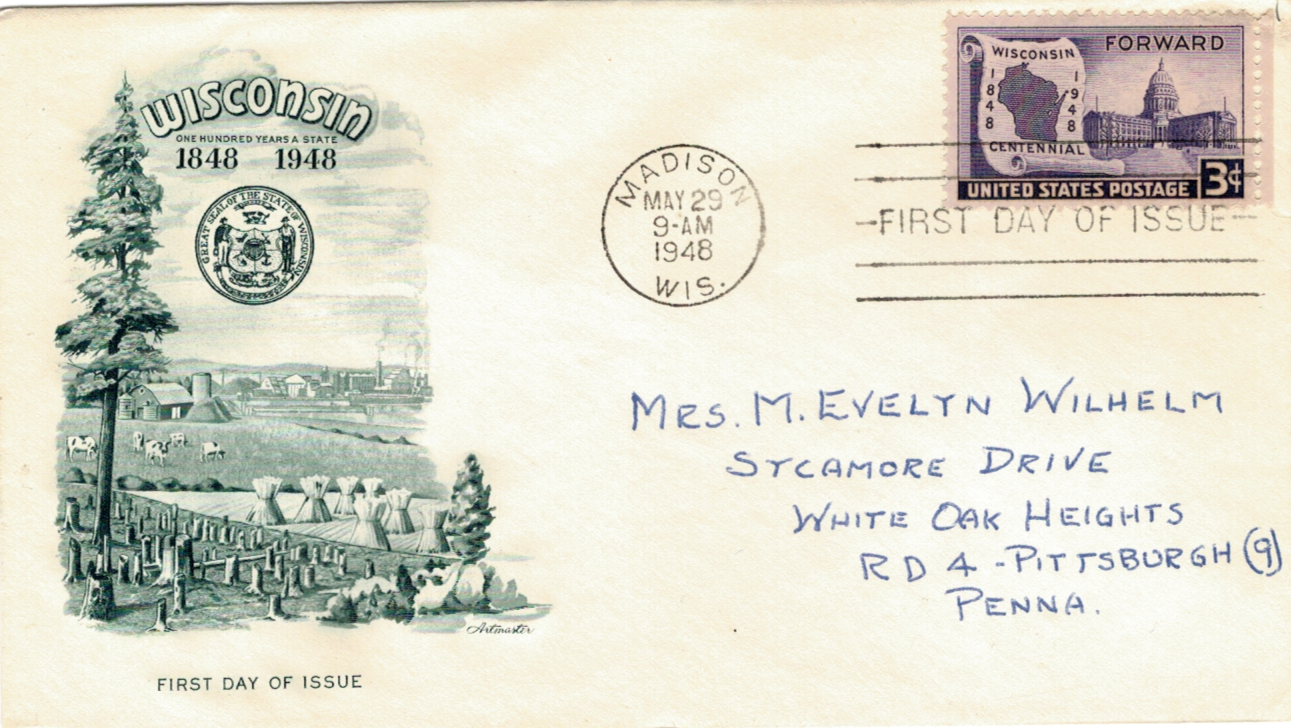 WISCONSIN
ONE HUNDRED YEARS A STATE
1848 1948
GREAT SEAL OF THE STATE OF WISCONSIN
Artmaster
FIRST DAY OF ISSUE
MADISON
MAY 29
9-AM
1948
WIS.
WISCONSIN
1848
1948
CENTENNIAL
FORWARD
UNITED STATES POSTAGE 3¢
-FIRST DAY OF ISSUE-
MRS. M. EVELYN WILHELM
SYCAMORE DRIVE
WHITE OAK HEIGHTS
RD 4 - PITTSBURGH (9)
PENNA.